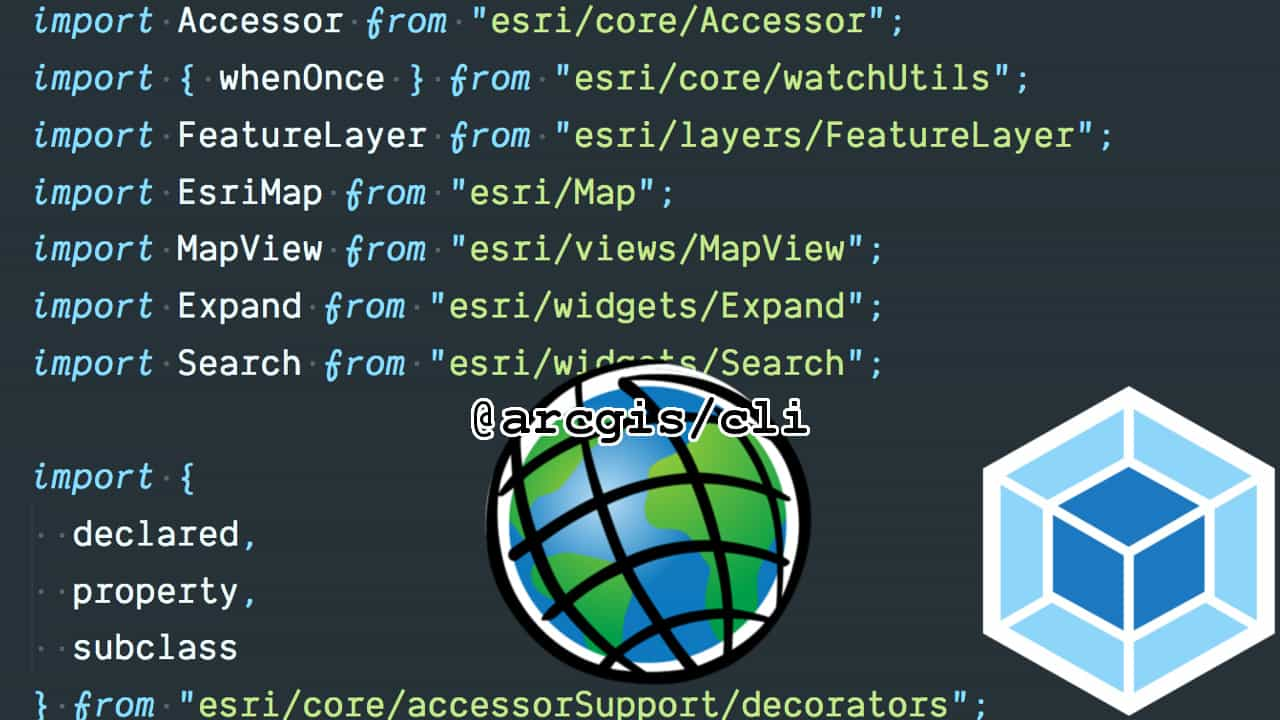 import Accessor from "esri/core/Accessor";
import { whenOnce } from "esri/core/watchUtils";
import FeatureLayer from "esri/layers/FeatureLayer";
import EsriMap from "esri/Map";
import MapView from "esri/views/MapView";
import Expand from "esri/widgets/Expand";
import Search from "esri/widgets/Search";
@arcgis/cli
import {
declared,
property,
subclass
} from "esri/core/accessorSupport/decorators";